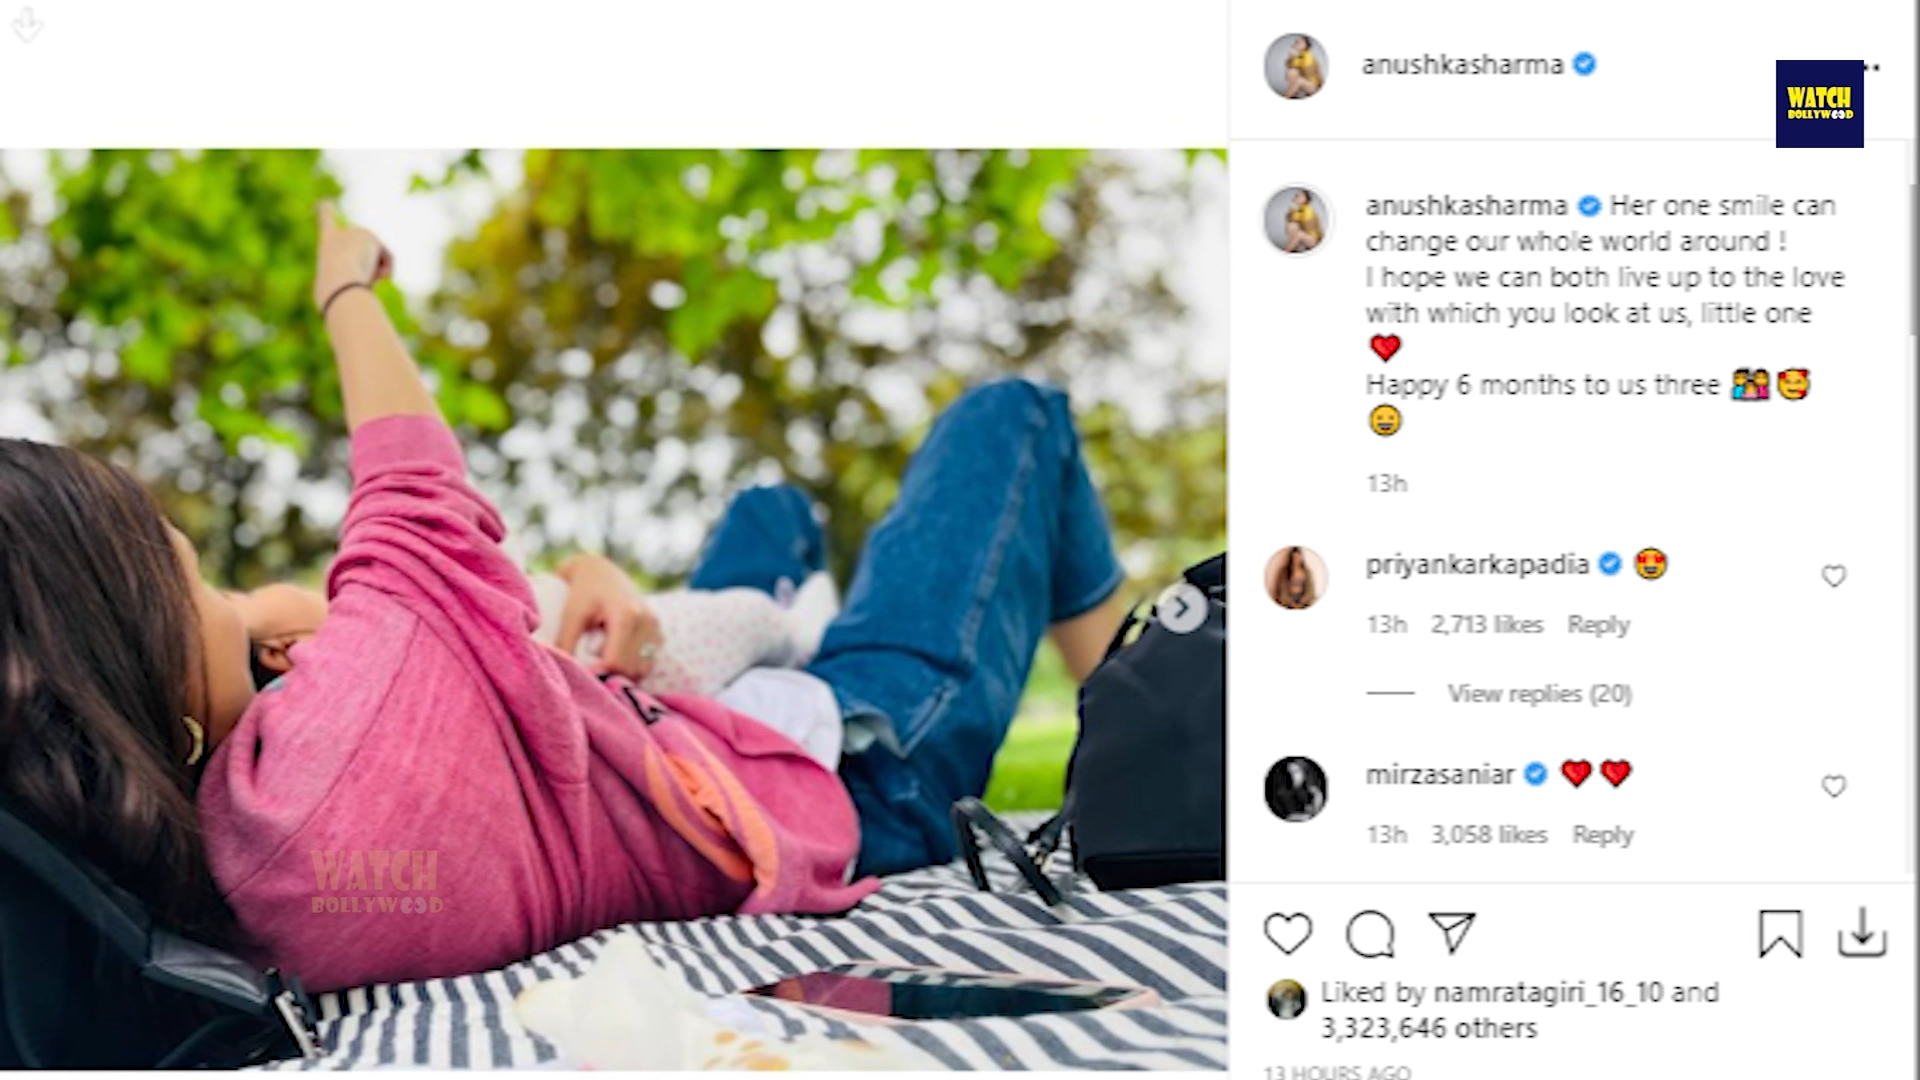 anushkasharma
WATCH
BOLLYWOOD
anushkasharma Her one smile can
change our whole world around !
I hope we can both live up to the love
with which you look at us, little one
❤️
Happy 6 months to us three 👨‍👩‍👧🥰
😄
13h
priyankarkapadia 😍
13h 2,713 likes Reply
View replies (20)
mirzasaniar ❤️❤️
13h 3,058 likes Reply
WATCH
BOLLYWOOD
Liked by namratagiri_16_10 and
3,323,646 others
13 HOURS AGO